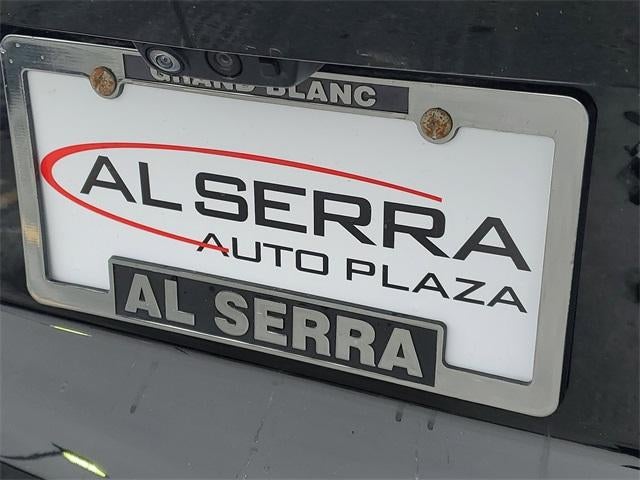 GRAND BLANC
AL SERRA
AUTO PLAZA
AL SERRA